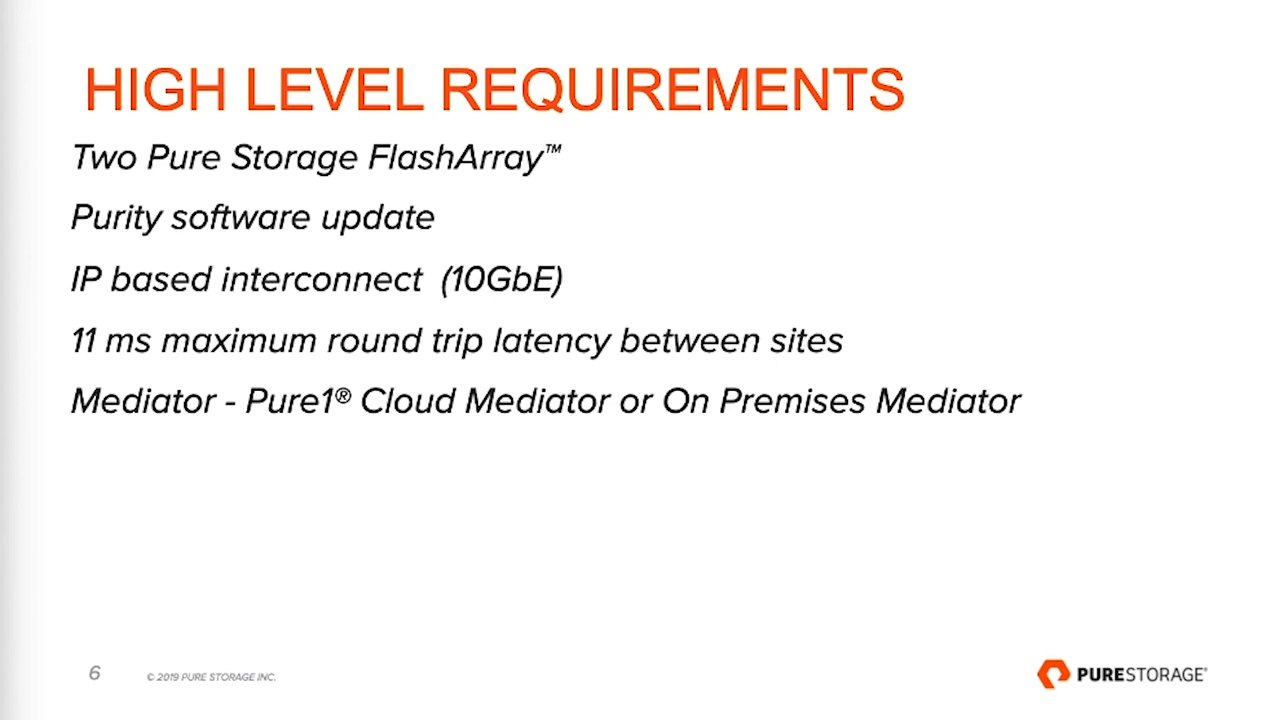 HIGH LEVEL REQUIREMENTS
Two Pure Storage FlashArray™
Purity software update
IP based interconnect (10GbE)
11 ms maximum round trip latency between sites
Mediator - Pure1® Cloud Mediator or On Premises Mediator
6
© 2019 PURE STORAGE INC.
PURESTORAGE®